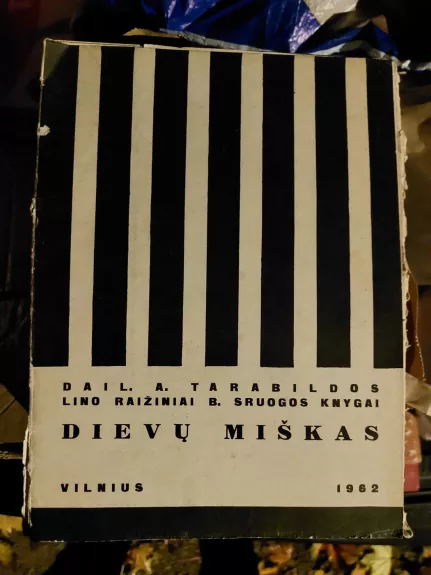 DAIL. A. TARABILDOS
LINO RAIŽINIAI B. SRUOGOS KNYGAI
DIEVŲ MIŠKAS
VILNIUS 1962